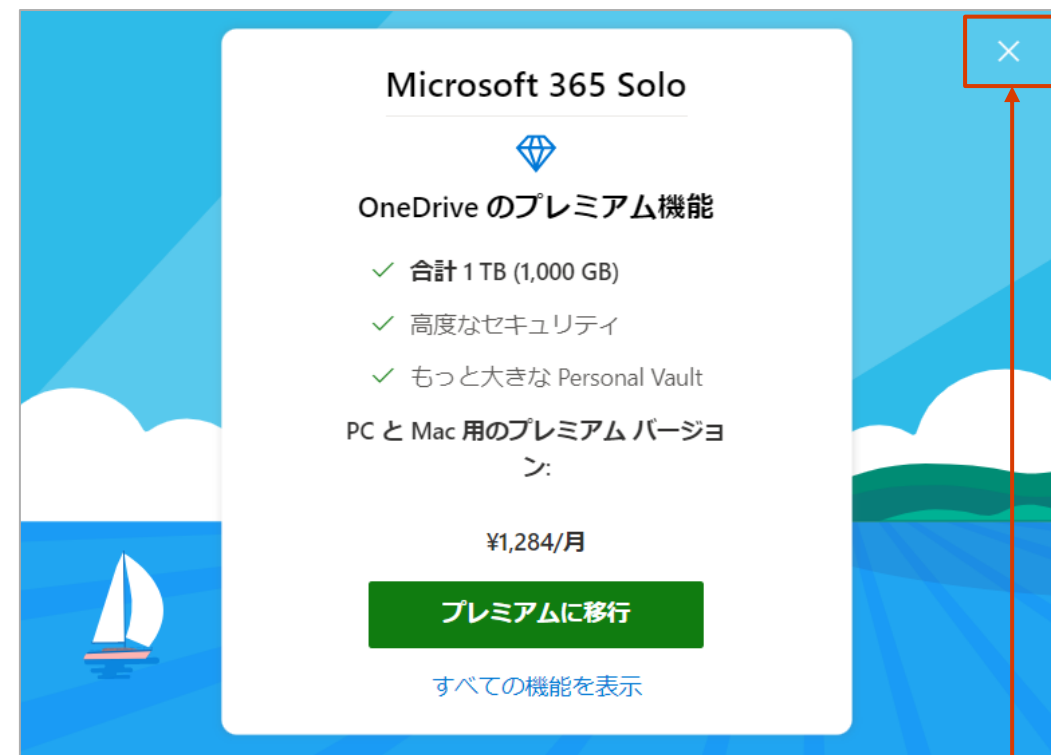 Microsoft 365 Solo
OneDrive のプレミアム機能
合計 1 TB (1,000 GB)
高度なセキュリティ
もっと大きな Personal Vault
PC と Mac 用のプレミアム バージョ
ン:
¥1,284/月
プレミアムに移行
すべての機能を表示